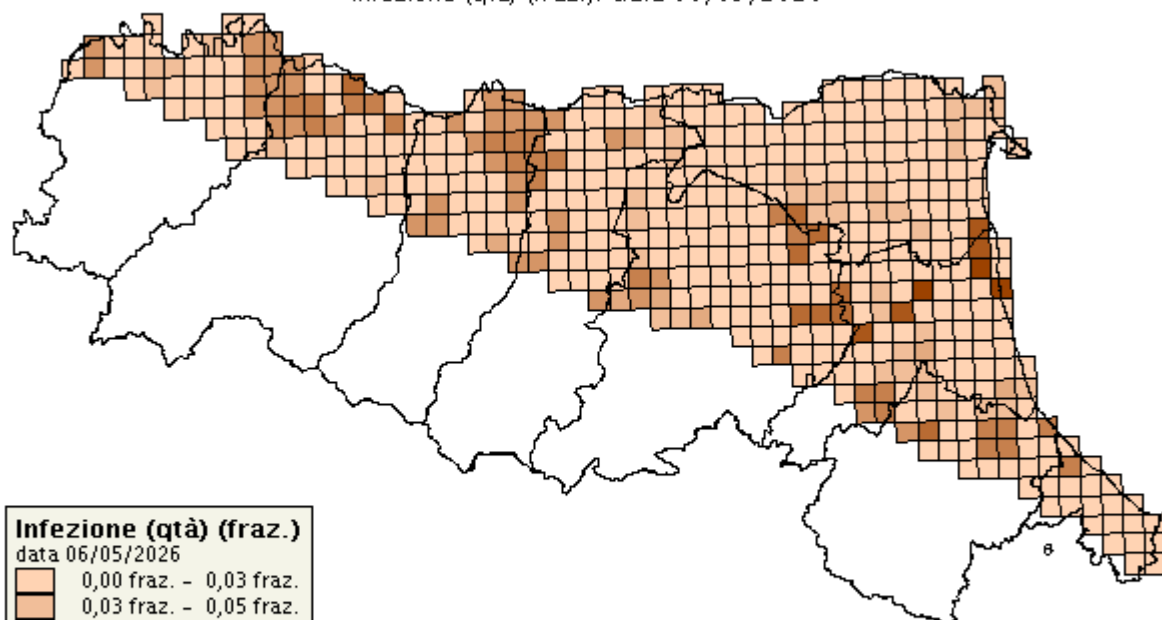 Infezione (qtà) (fraz.)
data 06/05/2026
0,00 fraz. - 0,03 fraz.
0,03 fraz. - 0,05 fraz.